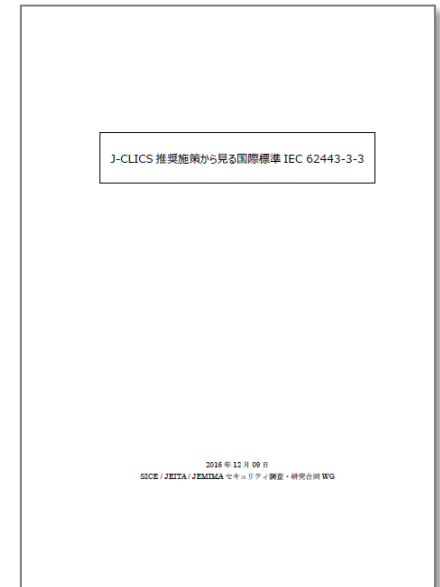 J-CLICS 推奨施策から見る国際標準 IEC 62443-3-3
2016 年 12 月 09 日
SICE / JEITA / JEMIMA セキュリティ調査・研究合同 WG